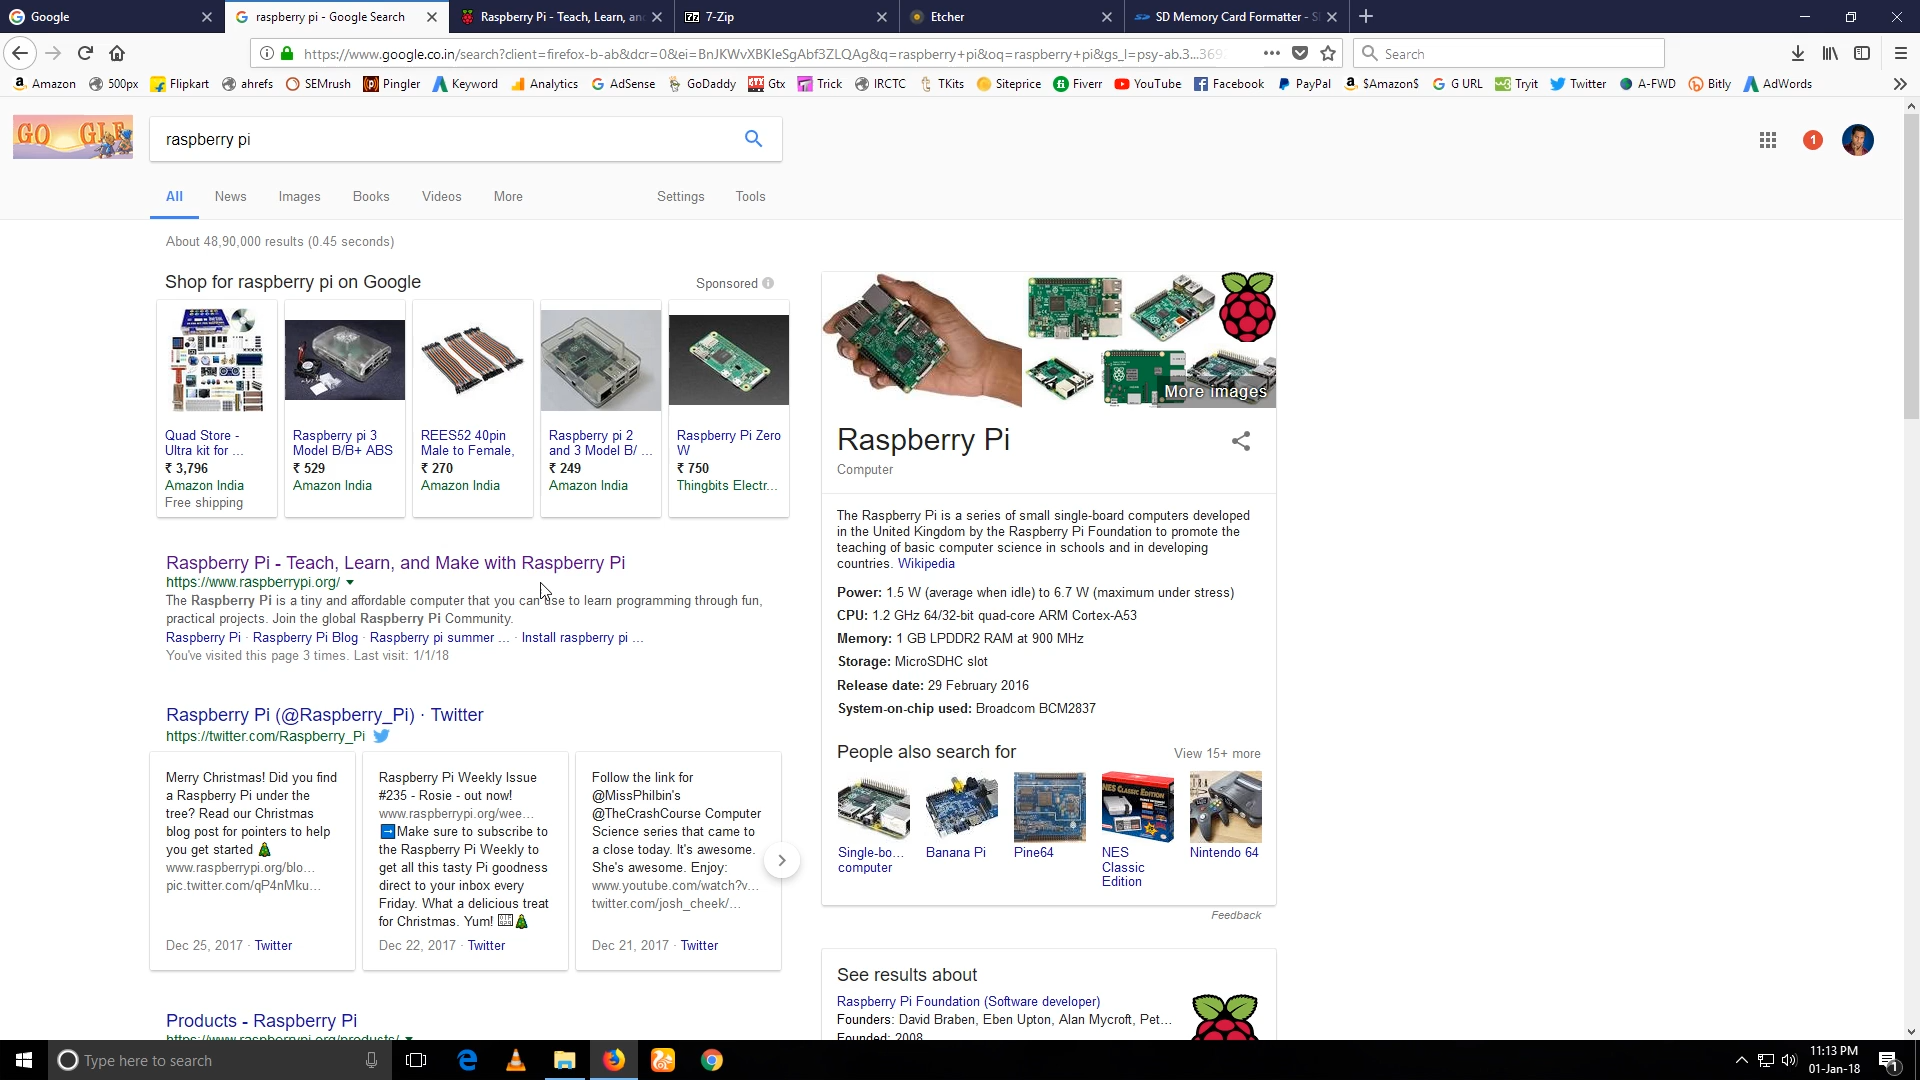 Google
raspberry pi - Google Search
Raspberry Pi - Teach, Learn, an
7-Zip
Etcher
SD Memory Card Formatter - S
https://www.google.co.in/search?client=firefox-b-ab&dcr=0&ei=BnJKWvXBKIeSgAbf3ZLQAg&q=raspberry+pi&oq=raspberry+pi&gs_l=psy-ab.3...369
Search
Amazon
500px
Flipkart
ahrefs
SEMrush
Pingler
Keyword
Analytics
AdSense
GoDaddy
Gtx
Trick
IRCTC
TKits
Siteprice
Fiverr
YouTube
Facebook
PayPal
$Amazon$
G URL
Tryit
Twitter
A-FWD
Bitly
AdWords
raspberry pi
1
All
News
Images
Books
Videos
More
Settings
Tools
About 48,90,000 results (0.45 seconds)
Shop for raspberry pi on Google
Sponsored
Quad Store -
Ultra kit for ...
₹ 3,796
Amazon India
Free shipping
Raspberry pi 3
Model B/B+ ABS
₹ 529
Amazon India
REES52 40pin
Male to Female,
₹ 270
Amazon India
Raspberry pi 2
and 3 Model B/ ...
₹ 249
Amazon India
Raspberry Pi Zero
W
₹ 750
Thingbits Electr...
Raspberry Pi - Teach, Learn, and Make with Raspberry Pi
https://www.raspberrypi.org/
The Raspberry Pi is a tiny and affordable computer that you can use to learn programming through fun,
practical projects. Join the global Raspberry Pi Community.
Raspberry Pi · Raspberry Pi Blog · Raspberry pi summer ... · Install raspberry pi ...
You've visited this page 3 times. Last visit: 1/1/18
Raspberry Pi (@Raspberry_Pi) · Twitter
https://twitter.com/Raspberry_Pi
Merry Christmas! Did you find
a Raspberry Pi under the
tree? Read our Christmas
blog post for pointers to help
you get started
www.raspberrypi.org/blo...
pic.twitter.com/qP4nMku...
Dec 25, 2017 · Twitter
Raspberry Pi Weekly Issue
#235 - Rosie - out now!
www.raspberrypi.org/wee...
Make sure to subscribe to
the Raspberry Pi Weekly to
get all this tasty Pi goodness
direct to your inbox every
Friday. What a delicious treat
for Christmas. Yum!
Dec 22, 2017 · Twitter
Follow the link for
@MissPhilbin's
@TheCrashCourse Computer
Science series that came to
a close today. It's awesome.
She's awesome. Enjoy:
www.youtube.com/watch?v...
twitter.com/josh_cheek/...
Dec 21, 2017 · Twitter
Products - Raspberry Pi
https://www.raspberrypi.org/products/
More images
Raspberry Pi
Computer
The Raspberry Pi is a series of small single-board computers developed
in the United Kingdom by the Raspberry Pi Foundation to promote the
teaching of basic computer science in schools and in developing
countries. Wikipedia
Power: 1.5 W (average when idle) to 6.7 W (maximum under stress)
CPU: 1.2 GHz 64/32-bit quad-core ARM Cortex-A53
Memory: 1 GB LPDDR2 RAM at 900 MHz
Storage: MicroSDHC slot
Release date: 29 February 2016
System-on-chip used: Broadcom BCM2837
People also search for
View 15+ more
Single-bo...
computer
Banana Pi
Pine64
NES
Classic
Edition
Nintendo 64
Feedback
See results about
Raspberry Pi Foundation (Software developer)
Founders: David Braben, Eben Upton, Alan Mycroft, Pet...
Founded: 2008
Type here to search
11:13 PM
01-Jan-18
1